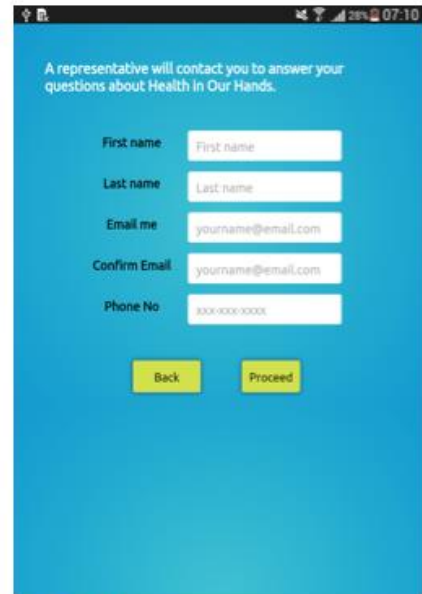 28% 07:10
A representative will contact you to answer your
questions about Health in Our Hands.
First name First name
Last name Last name
Email me yourname@email.com
Confirm Email yourname@email.com
Phone No xxx-xxx-xxxx
Back Proceed